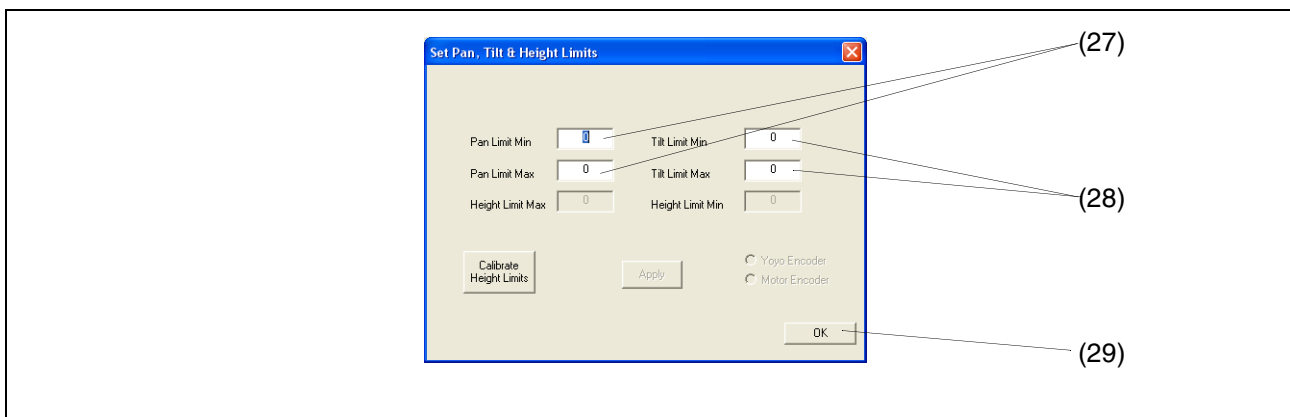 (27)
Set Pan, Tilt & Height Limits
Pan Limit Min 0 Tilt Limit Min 0
Pan Limit Max 0 Tilt Limit Max 0
(28)
Height Limit Max 0 Height Limit Min 0
Calibrate
Height Limits
Apply
Yoyo Encoder
Motor Encoder
OK
(29)